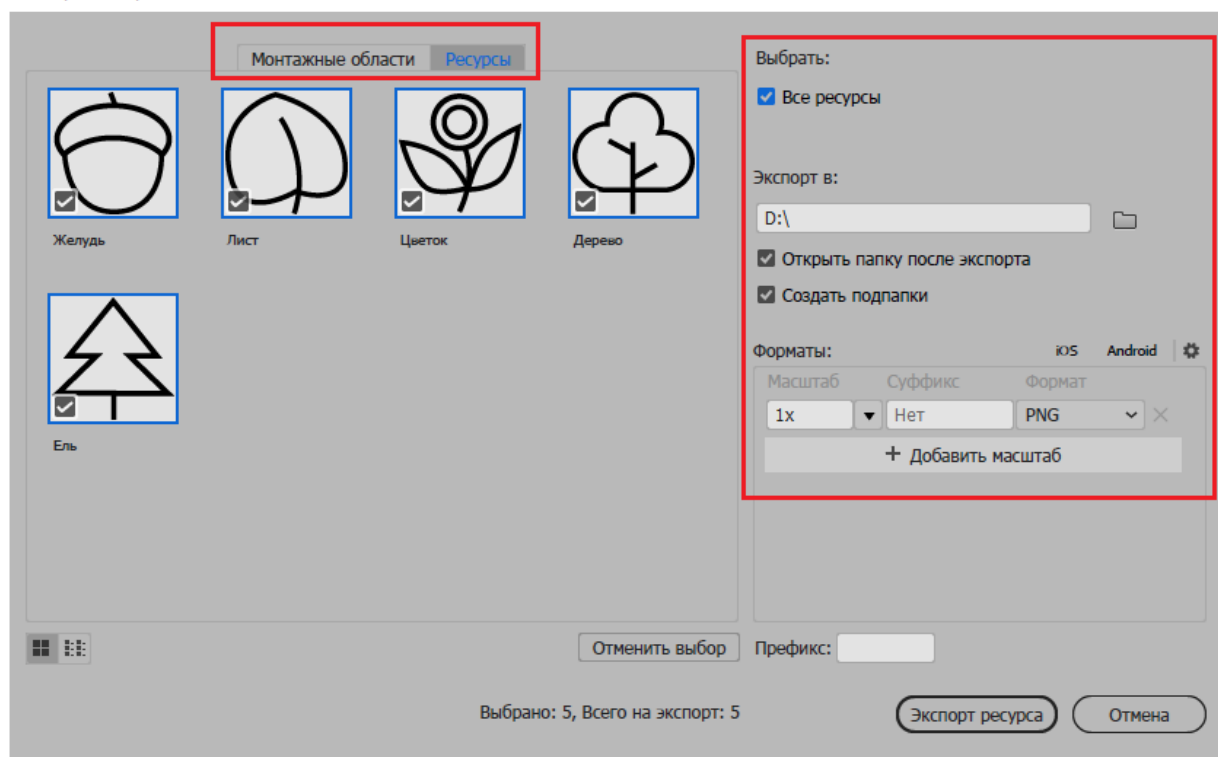 Монтажные области Ресурсы
Желудь Лист Цветок Дерево
Ель
Отменить выбор
Выбрано: 5, Всего на экспорт: 5
Выбрать:
Все ресурсы
Экспорт в:
D:\
Открыть папку после экспорта
Создать подпапки
Форматы: iOS Android
Масштаб Суффикс Формат
1x Нет PNG
+ Добавить масштаб
Префикс:
Экспорт ресурса Отмена